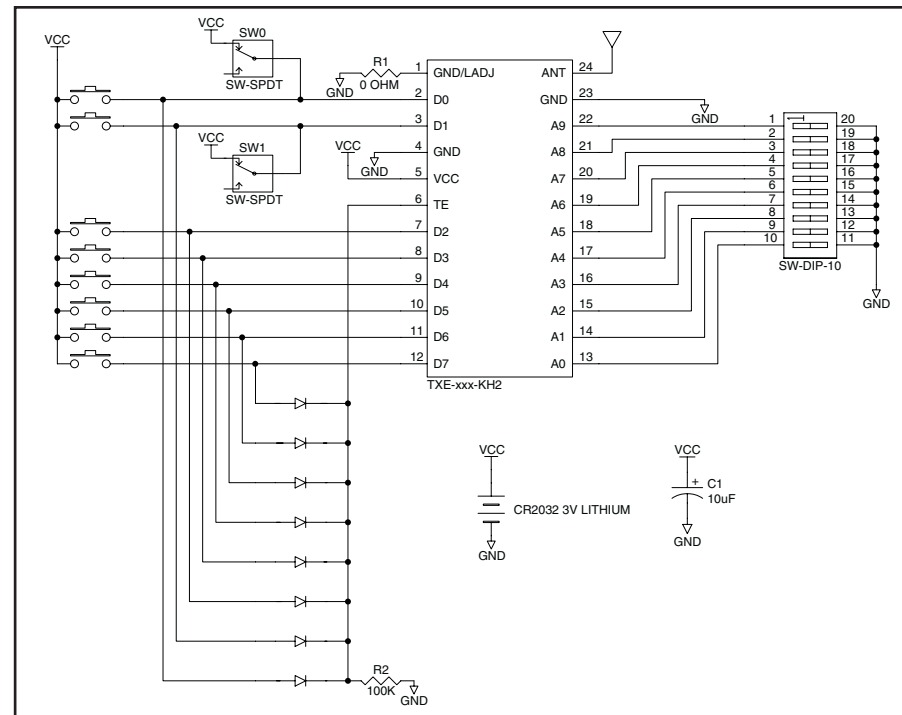 VCC
VCC
SW0
SW-SPDT
R1
0 OHM
GND
VCC
SW1
SW-SPDT
VCC
GND
1 GND/LADJ
2 D0
3 D1
4 GND
5 VCC
6 TE
7 D2
8 D3
9 D4
10 D5
11 D6
12 D7
ANT 24
GND 23
A9 22
A8 21
A7 20
A6 19
A5 18
A4 17
A3 16
A2 15
A1 14
A0 13
TXE-xxx-KH2
GND
1 20
2 19
3 18
4 17
5 16
6 15
7 14
8 13
9 12
10 11
SW-DIP-10
GND
VCC
CR2032 3V LITHIUM
GND
VCC
+ C1
10uF
GND
R2
100K
GND